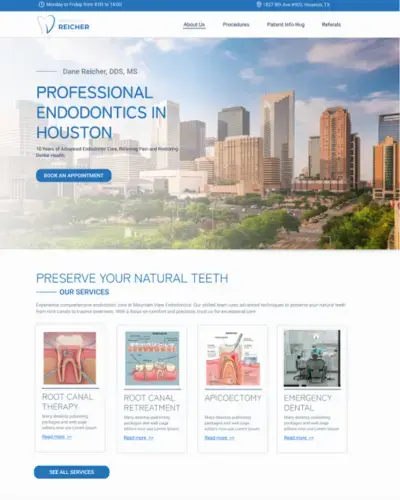 Monday to Friday from 8:00 to 16:00
1537 8th Ave #903, Houston, TX
REICHER
About Us Procedures Patient Info Hug Referals
Dane Reicher, DDS, MS
PROFESSIONAL
ENDODONTICS IN
HOUSTON
10 Years of Advanced Endodontic Care, Relieving Pain and Restoring
Dental Health.
BOOK AN APPOINTMENT
PRESERVE YOUR NATURAL TEETH
OUR SERVICES
Experience comprehensive endodontic care at Mountain View Endodontics. Our skilled team uses advanced techniques to preserve your natural teeth
from root canals to trauma treatment. With a focus on comfort and precision, trust us for exceptional care
ROOT CANAL
THERAPY
Many desktop publishing
packages and web page
editors now use Lorem Ipsum
Read more >>
ROOT CANAL
RETREATMENT
Many desktop publishing
packages and web page
editors now use Lorem Ipsum
Read more >>
APICOECTOMY
Many desktop publishing
packages and web page
editors now use Lorem Ipsum
Read more >>
EMERGENCY
DENTAL
Many desktop publishing
packages and web page
editors now use Lorem Ipsum
Read more >>
SEE ALL SERVICES